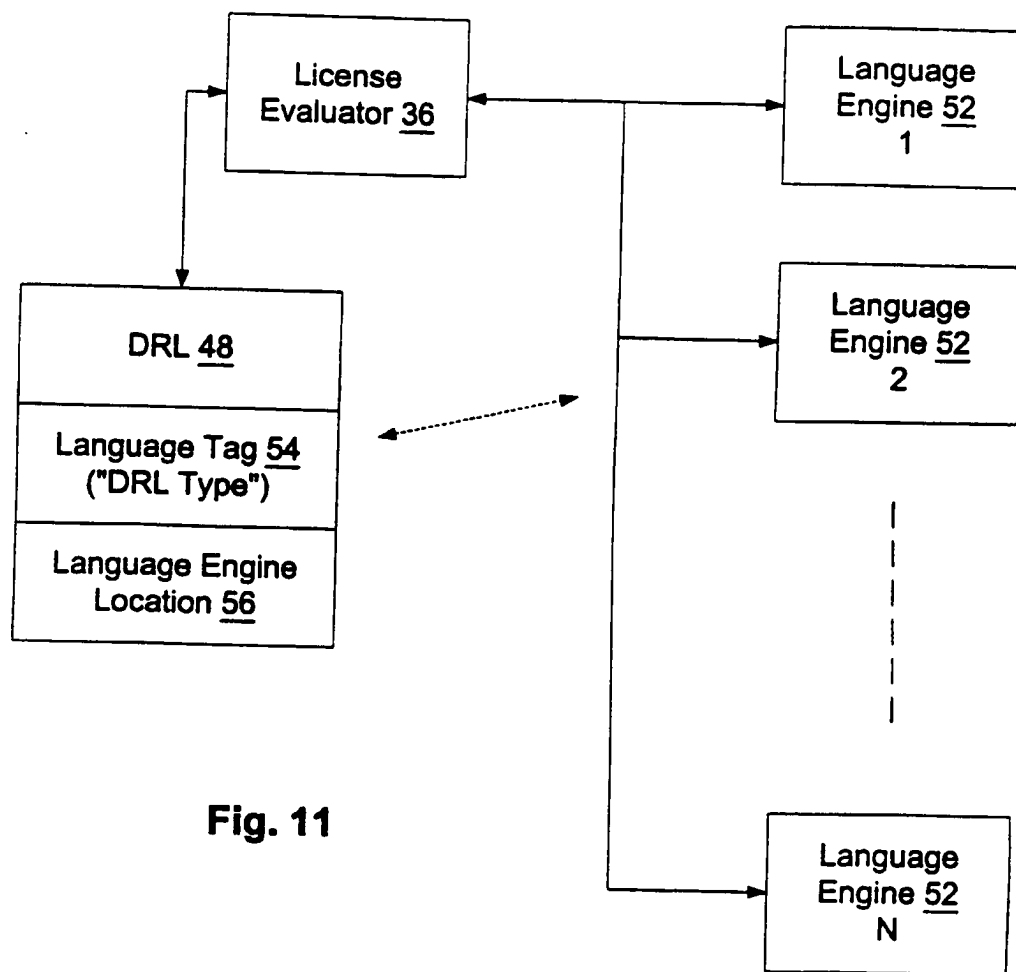 License
Evaluator 36
Language
Engine 52
1
Language
Engine 52
2
DRL 48
Language Tag 54
("DRL Type")
Language Engine
Location 56
Fig. 11
Language
Engine 52
N